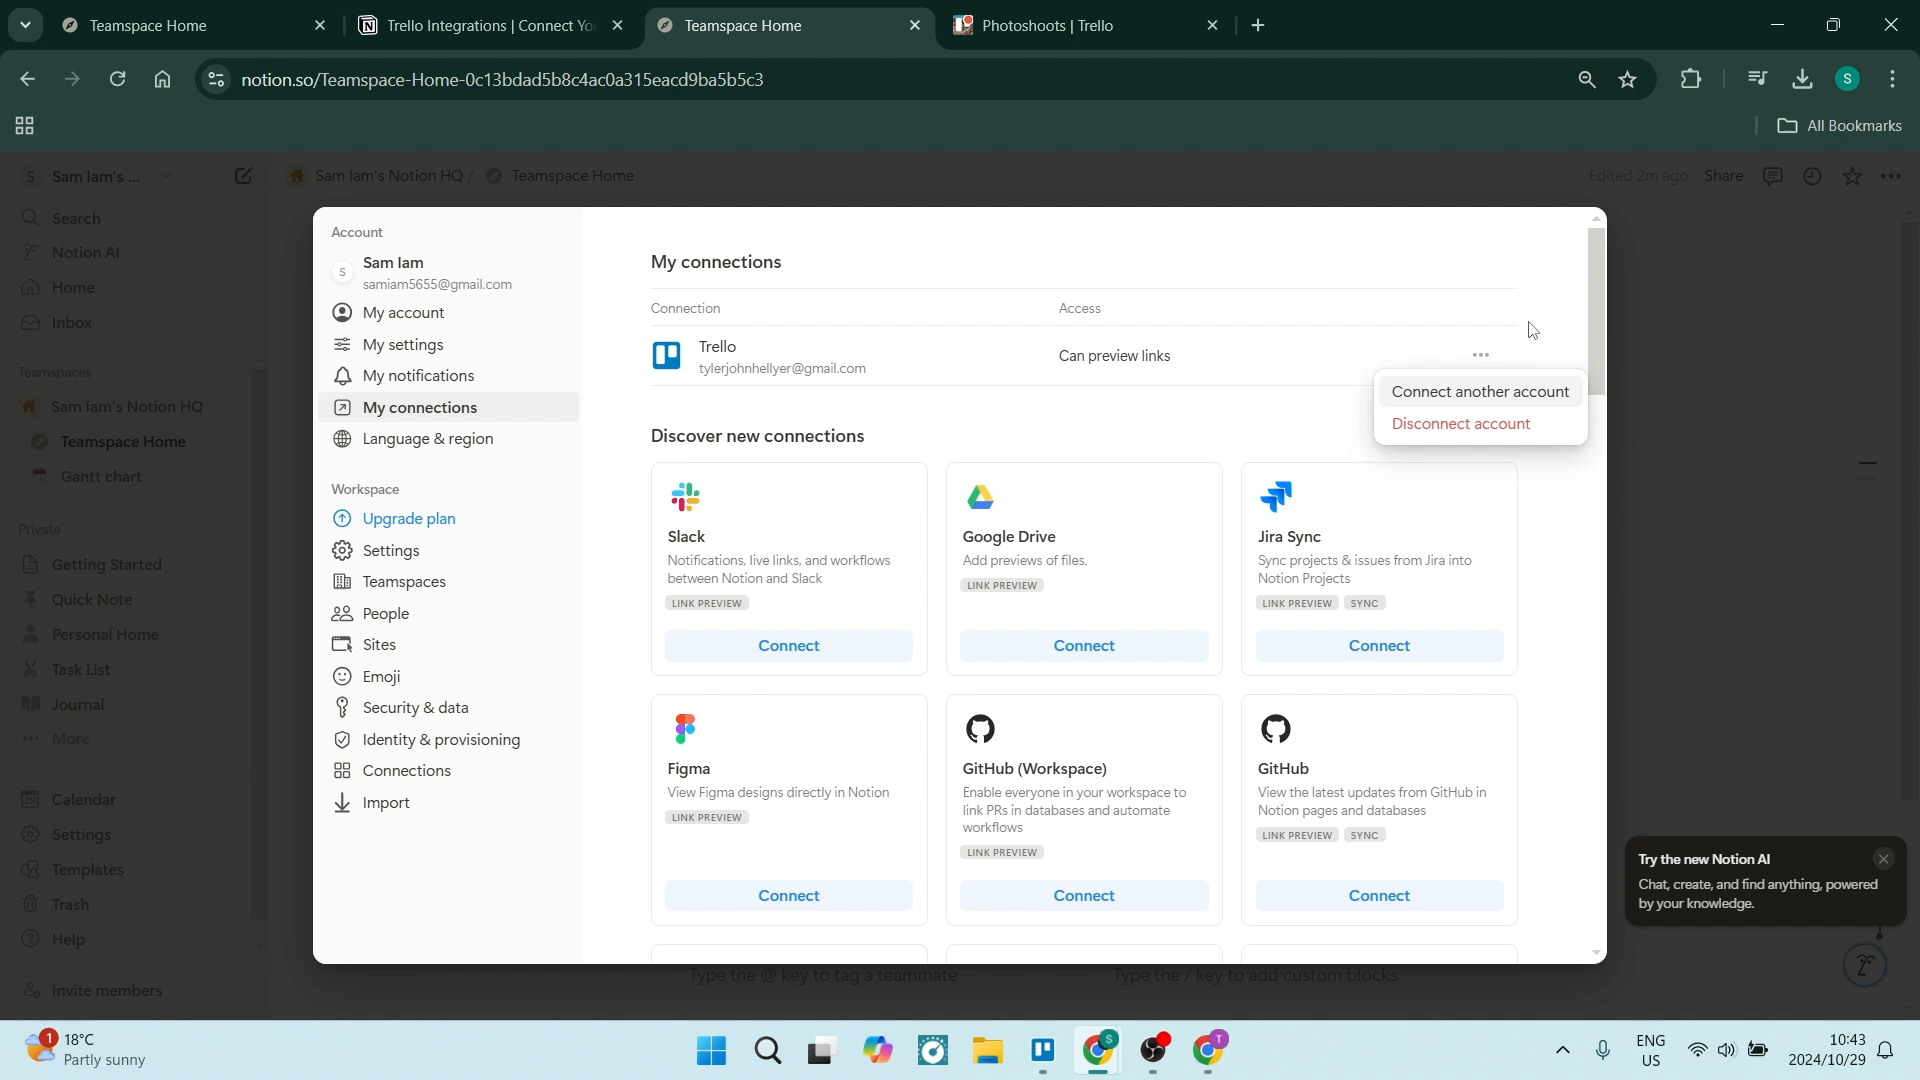 Teamspace Home
Trello Integrations | Connect Yo
Teamspace Home
Photoshoots | Trello
notion.so/Teamspace-Home-0c13bdad5b8c4ac0a315eacd9ba5b5c3
S
All Bookmarks
S
Sam Iam's ...
Sam Iam's Notion HQ / Teamspace Home
Edited 2m ago
Share
Search
Notion AI
Home
Inbox
Teamspaces
Sam Iam's Notion HQ
Teamspace Home
Gantt chart
Private
Getting Started
Quick Note
Personal Home
Task List
Journal
More
Calendar
Settings
Templates
Trash
Help
Invite members
Account
S
Sam Iam
samiam5655@gmail.com
My account
My settings
My notifications
My connections
Language & region
Workspace
Upgrade plan
Settings
Teamspaces
People
Sites
Emoji
Security & data
Identity & provisioning
Connections
Import
My connections
Connection
Access
Trello
tylerjohnhellyer@gmail.com
Can preview links
Connect another account
Disconnect account
Discover new connections
Slack
Notifications, live links, and workflows
between Notion and Slack
LINK PREVIEW
Connect
Google Drive
Add previews of files.
LINK PREVIEW
Connect
Jira Sync
Sync projects & issues from Jira into
Notion Projects
LINK PREVIEW SYNC
Connect
Figma
View Figma designs directly in Notion
LINK PREVIEW
Connect
GitHub (Workspace)
Enable everyone in your workspace to
link PRs in databases and automate
workflows
LINK PREVIEW
Connect
GitHub
View the latest updates from GitHub in
Notion pages and databases
LINK PREVIEW SYNC
Connect
Type the @ key to tag a teammate
Type the / key to add custom blocks
Try the new Notion AI
Chat, create, and find anything, powered
by your knowledge.
1
18°C
Partly sunny
S
T
ENG
US
10:43
2024/10/29